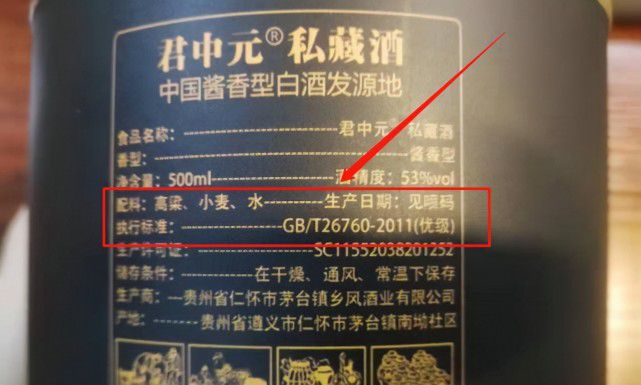 君中元®私藏酒
中国酱香型白酒发源地
食品名称：----------君中元® 私藏酒
香型：----------酱香型
净含量：500ml----------酒精度：53%vol
配料：高粱、小麦、水----------生产日期：见喷码
执行标准：----------GB/T26760-2011(优级)
生产许可证：----------SC11552038201252
储存条件：----------在干燥、通风、常温下保存
生产商：--贵州省仁怀市茅台镇乡风酒业有限公司
产地：----贵州省遵义市仁怀市茅台镇南坳社区